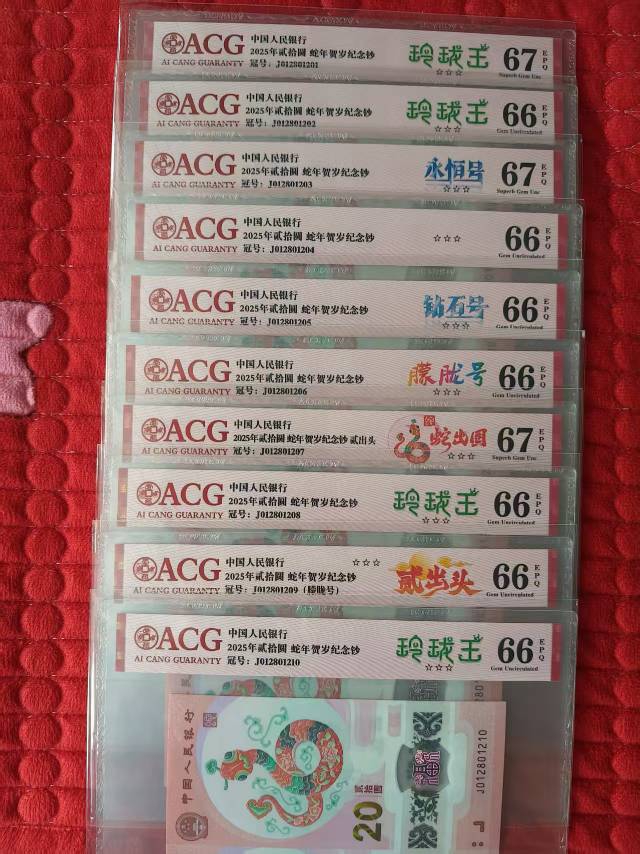 ACG
AI CANG GUARANTY
中国人民银行
2025年贰拾圆 蛇年贺岁纪念钞
冠号：J012801201
玲珑王
☆☆☆
67
EPQ
Superb Gem Unc
ACG
AI CANG GUARANTY
中国人民银行
2025年贰拾圆 蛇年贺岁纪念钞
冠号：J012801202
玲珑王
☆☆☆
66
EPQ
Gem Uncirculated
ACG
AI CANG GUARANTY
中国人民银行
2025年贰拾圆 蛇年贺岁纪念钞
冠号：J012801203
永恒号
☆☆☆
67
EPQ
Superb Gem Unc
ACG
AI CANG GUARANTY
中国人民银行
2025年贰拾圆 蛇年贺岁纪念钞
冠号：J012801204
☆☆☆
66
EPQ
Gem Uncirculated
ACG
AI CANG GUARANTY
中国人民银行
2025年贰拾圆 蛇年贺岁纪念钞
冠号：J012801205
钻石号
☆☆☆
66
EPQ
Gem Uncirculated
ACG
AI CANG GUARANTY
中国人民银行
2025年贰拾圆 蛇年贺岁纪念钞
冠号：J012801206
朦胧号
☆☆☆
66
EPQ
Gem Uncirculated
ACG
AI CANG GUARANTY
中国人民银行
2025年贰拾圆 蛇年贺岁纪念钞 贰出头
冠号：J012801207
蛇出圆
☆☆☆
67
EPQ
Superb Gem Unc
ACG
AI CANG GUARANTY
中国人民银行
2025年贰拾圆 蛇年贺岁纪念钞
冠号：J012801208
玲珑王
☆☆☆
66
EPQ
Gem Uncirculated
ACG
AI CANG GUARANTY
中国人民银行 ☆☆☆
2025年贰拾圆 蛇年贺岁纪念钞
冠号：J012801209（朦胧号）
贰出头
66
EPQ
Gem Uncirculated
ACG
AI CANG GUARANTY
中国人民银行
2025年贰拾圆 蛇年贺岁纪念钞
冠号：J012801210
玲珑王
☆☆☆
66
EPQ
Gem Uncirculated
中国人民银行
贰拾圆
20
J012801210